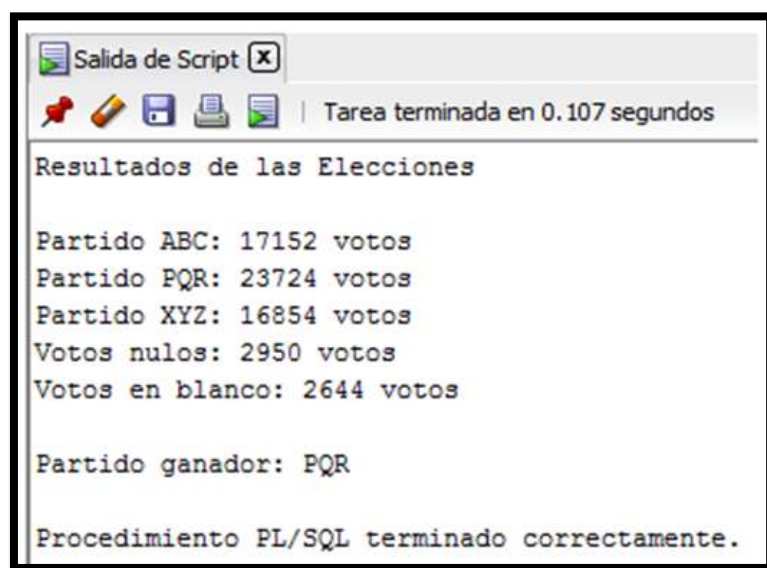 Salida de Script
Tarea terminada en 0.107 segundos
Resultados de las Elecciones
Partido ABC: 17152 votos
Partido PQR: 23724 votos
Partido XYZ: 16854 votos
Votos nulos: 2950 votos
Votos en blanco: 2644 votos
Partido ganador: PQR
Procedimiento PL/SQL terminado correctamente.